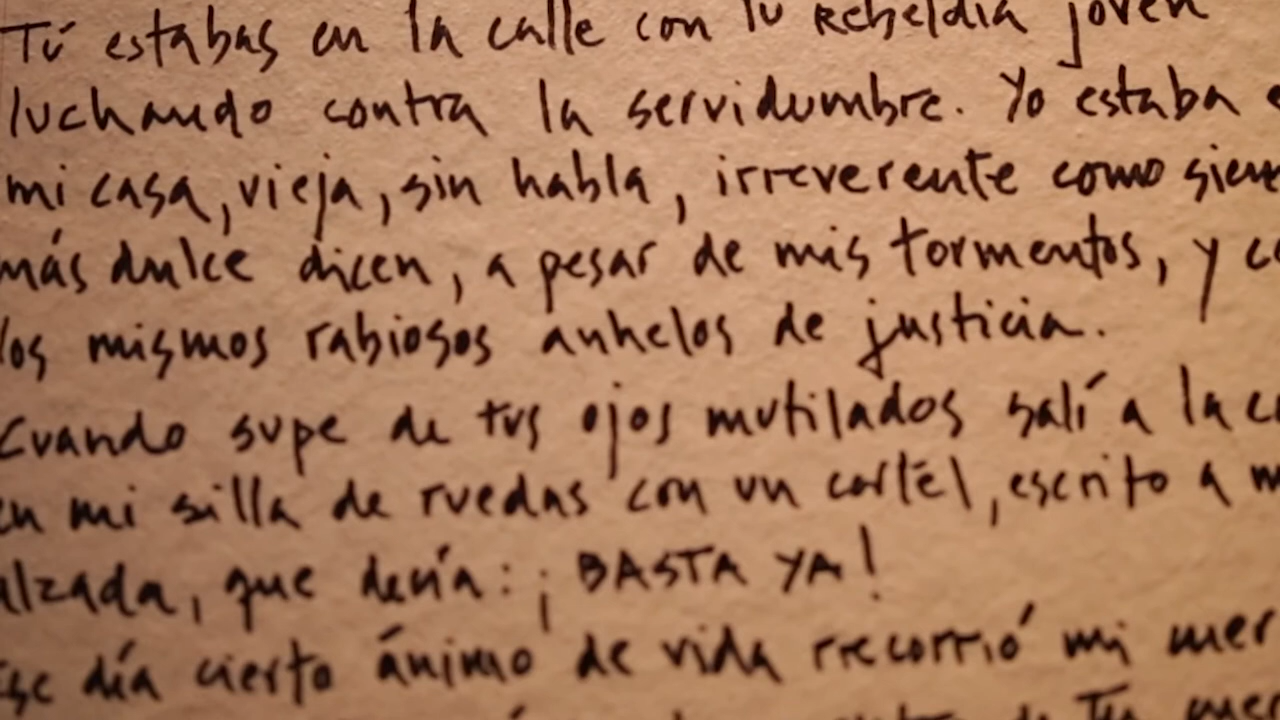 Tú estabas en la calle con tu rebeldía joven
luchando contra la servidumbre. Yo estaba
mi casa, vieja, sin habla, irreverente como
más dulce dicen, a pesar de mis tormentos, y
los mismos rabiosos anhelos de justicia.
Cuando supe de tus ojos mutilados salí a la
en mi silla de ruedas con un cartel, escrito a
alzada, que decía: ¡BASTA YA!
ese día cierto ánimo de vida recorrió mi
de tu